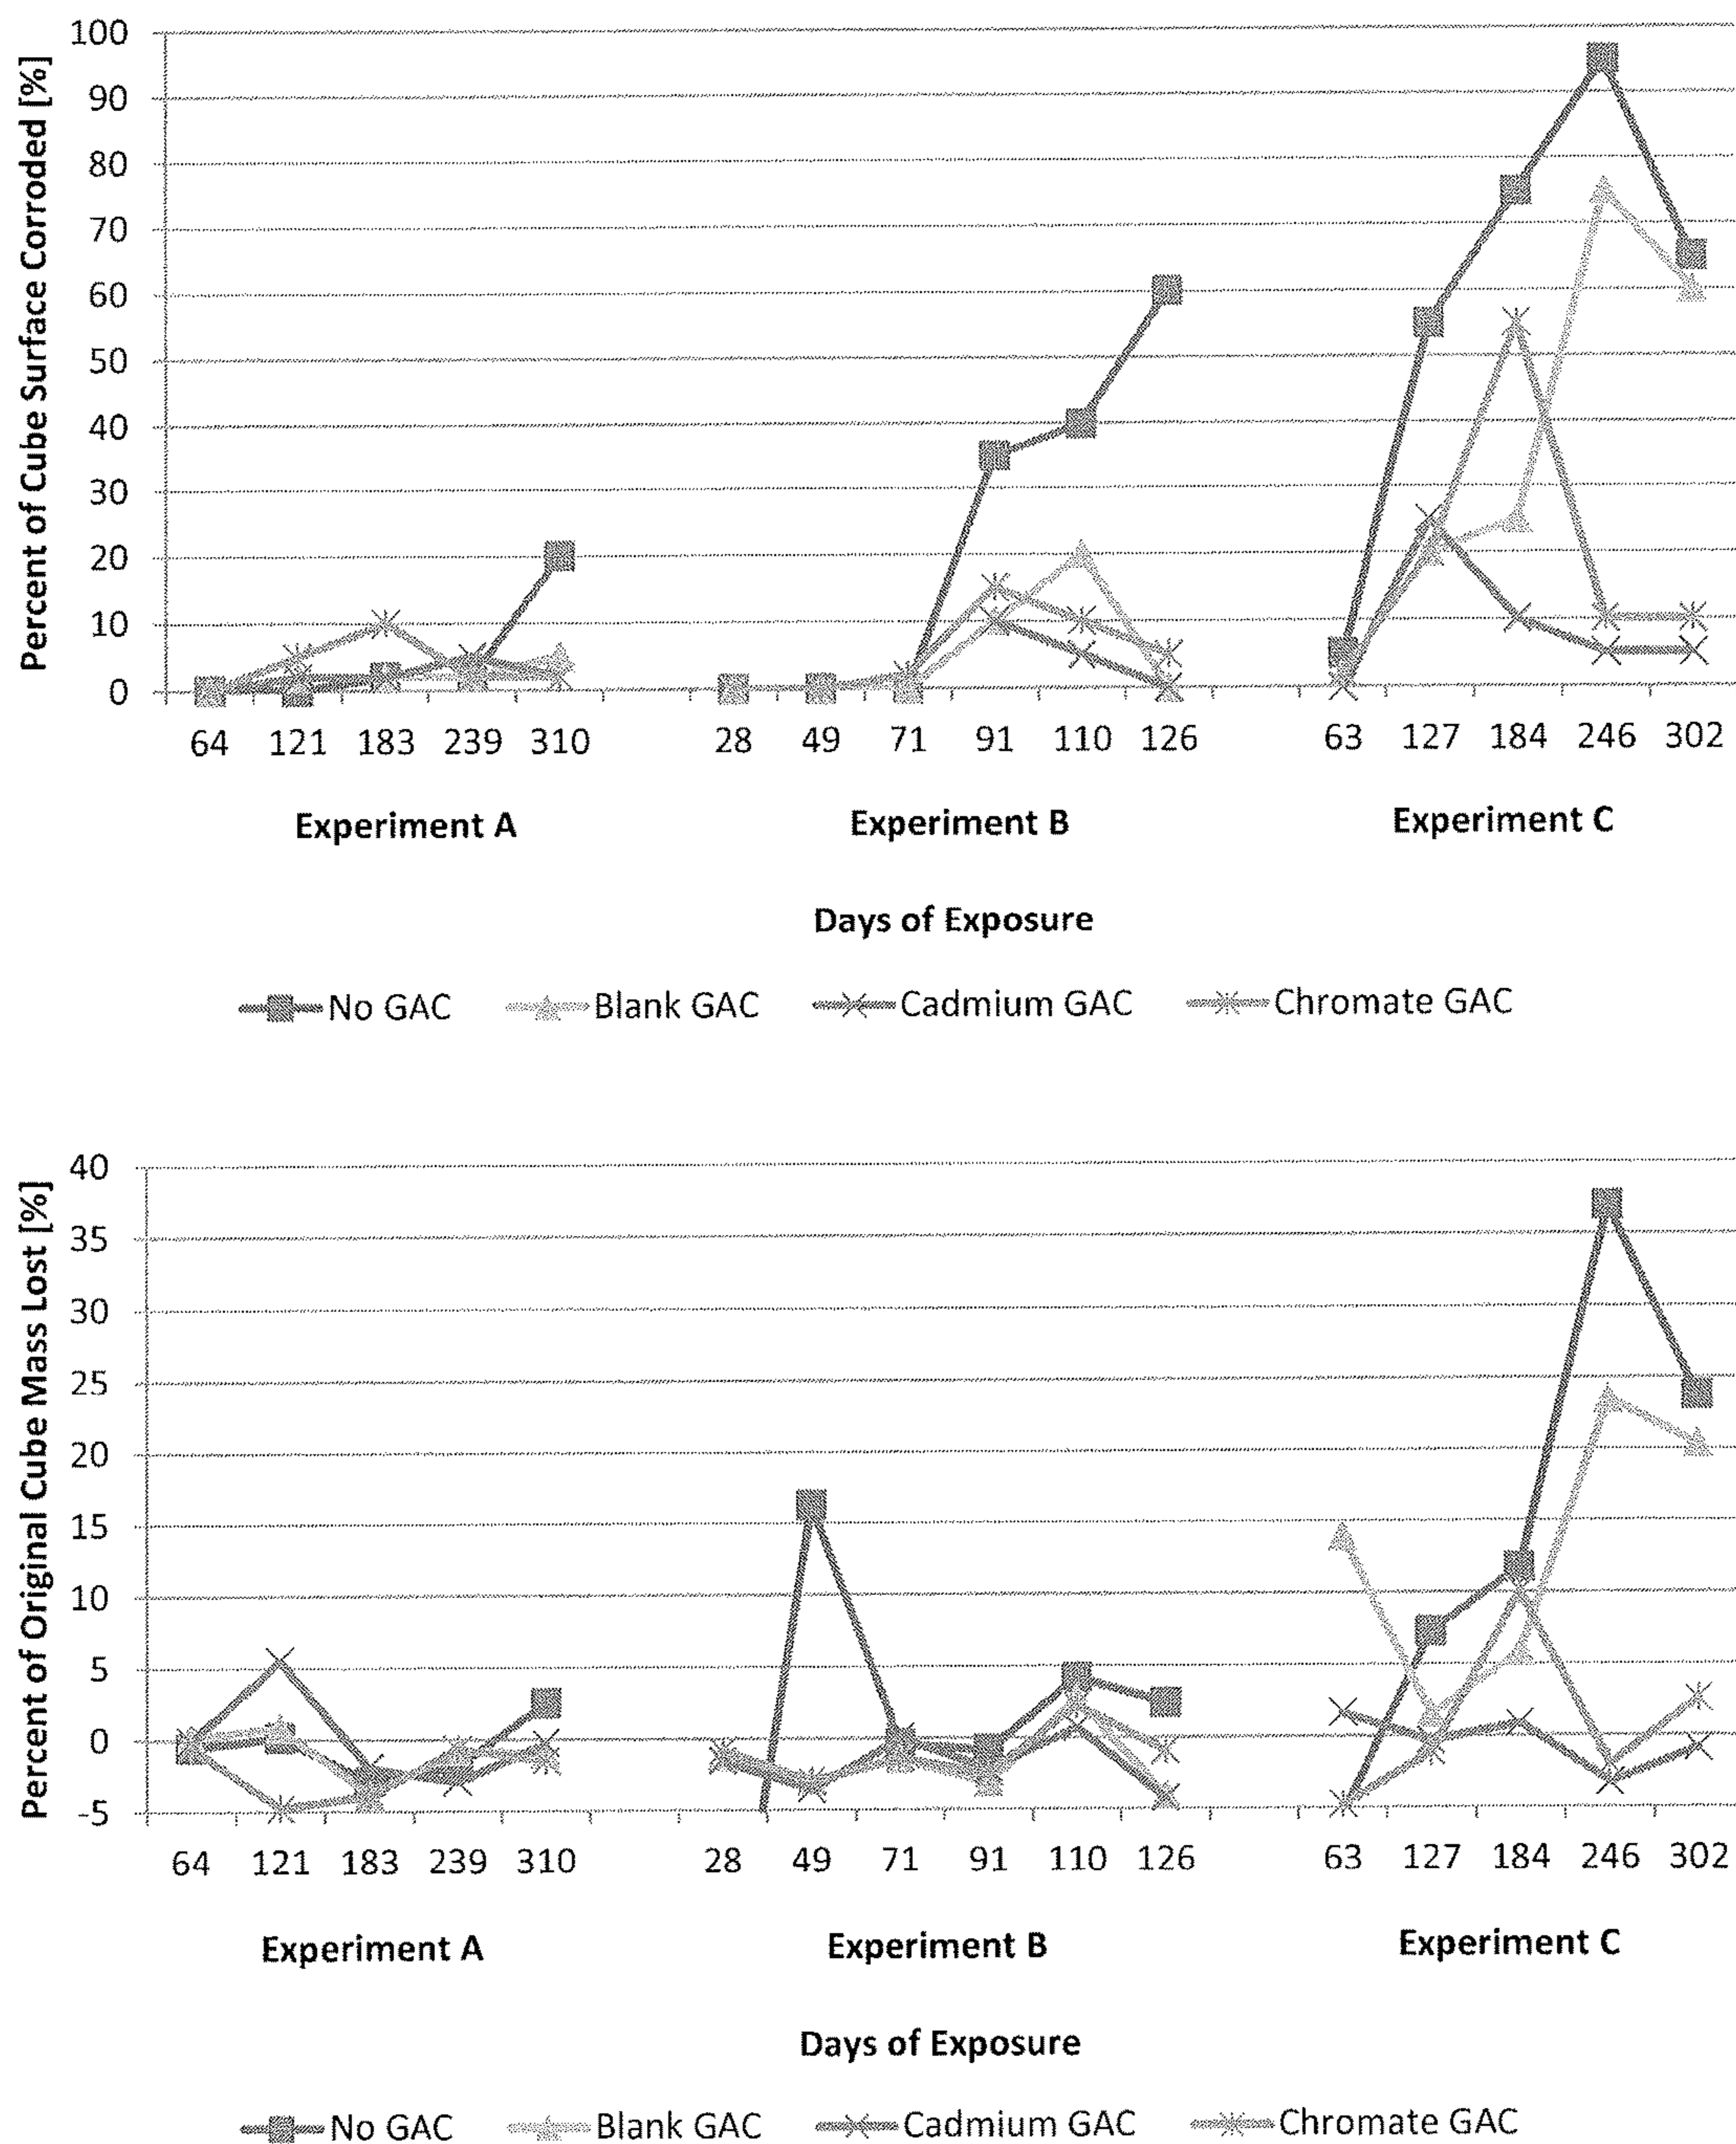 Percent of Cube Surface Corroded [%]
100
90
80
70
60
50
40
30
20
10
0
64 121 183 239 310 28 49 71 91 110 126 63 127 184 246 302
Experiment A Experiment B Experiment C
Days of Exposure
No GAC Blank GAC Cadmium GAC Chromate GAC
Percent of Original Cube Mass Lost [%]
40
35
30
25
20
15
10
5
0
-5
64 121 183 239 310 28 49 71 91 110 126 63 127 184 246 302
Experiment A Experiment B Experiment C
Days of Exposure
No GAC Blank GAC Cadmium GAC Chromate GAC